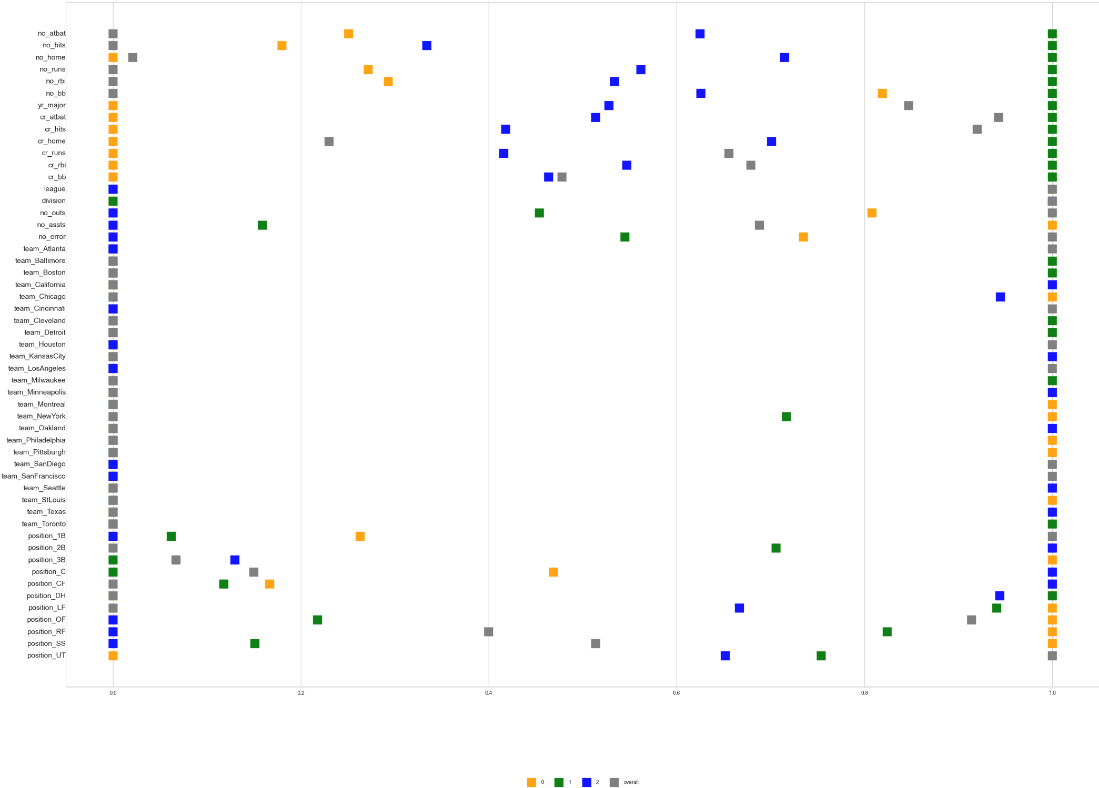 no_atbat
no_hits
no_home
no_runs
no_rbi
no_bb
yr_major
cr_atbat
cr_hits
cr_home
cr_runs
cr_rbi
cr_bb
league
division
no_outs
no_assts
no_error
team_Atlanta
team_Baltimore
team_Boston
team_California
team_Chicago
team_Cincinnati
team_Cleveland
team_Detroit
team_Houston
team_KansasCity
team_LosAngeles
team_Milwaukee
team_Minneapolis
team_Montreal
team_NewYork
team_Oakland
team_Philadelphia
team_Pittsburgh
team_SanDiego
team_SanFrancisco
team_Seattle
team_StLouis
team_Texas
team_Toronto
position_1B
position_2B
position_3B
position_C
position_CF
position_DH
position_LF
position_OF
position_RF
position_SS
position_UT
0.0 0.2 0.4 0.6 0.8 1.0
0 1 2 overall